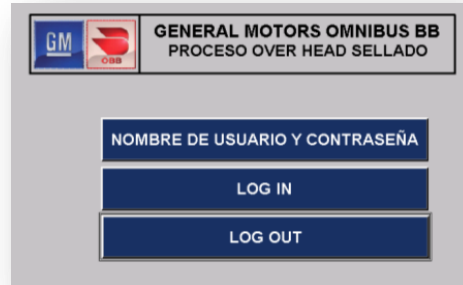 GM
OBB
GENERAL MOTORS OMNIBUS BB
PROCESO OVER HEAD SELLADO
NOMBRE DE USUARIO Y CONTRASEÑA
LOG IN
LOG OUT